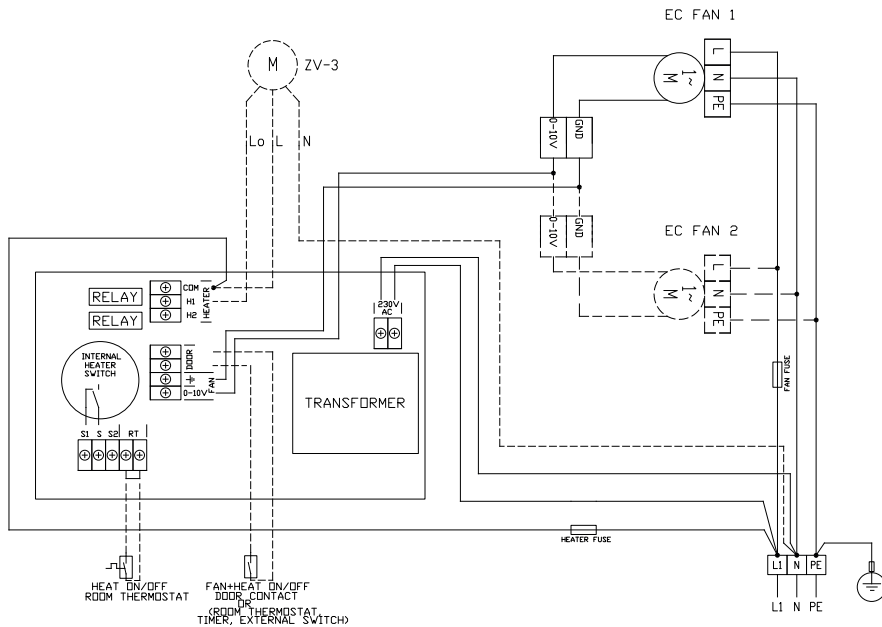 EC FAN 1
M
ZV-3
M
1~
L
N
PE
Lo
L
N
0-10V
GND
0-10V
GND
EC FAN 2
M
1~
L
N
PE
RELAY
RELAY
COM
H1
H2
HEATER
230V
AC
INTERNAL
HEATER
SWITCH
DOOR
FAN
0-10V
TRANSFORMER
FAN FUSE
S1
S
S2
RT
HEATER FUSE
L1
N
PE
L1
N
PE
HEAT ON/OFF
ROOM THERMOSTAT
FAN+HEAT ON/OFF
DOOR CONTACT
OR
(ROOM THERMOSTAT,
TIMER, EXTERNAL SWITCH)